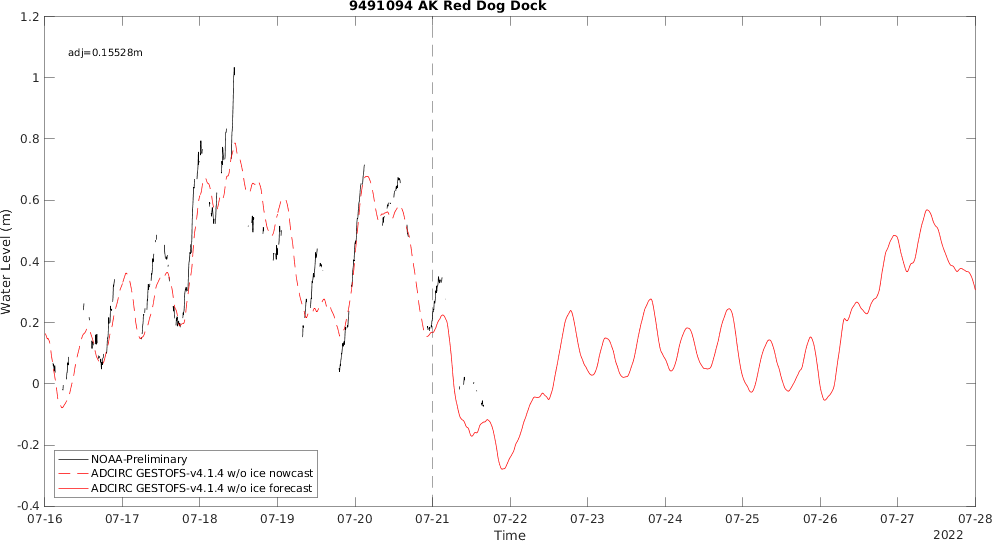 9491094 AK Red Dog Dock
adj=0.15528m
Water Level (m)
1.2
1
0.8
0.6
0.4
0.2
0
-0.2
-0.4
NOAA-Preliminary
ADCIRC GESTOFS-v4.1.4 w/o ice nowcast
ADCIRC GESTOFS-v4.1.4 w/o ice forecast
07-16 07-17 07-18 07-19 07-20 07-21 07-22 07-23 07-24 07-25 07-26 07-27 07-28
Time
2022